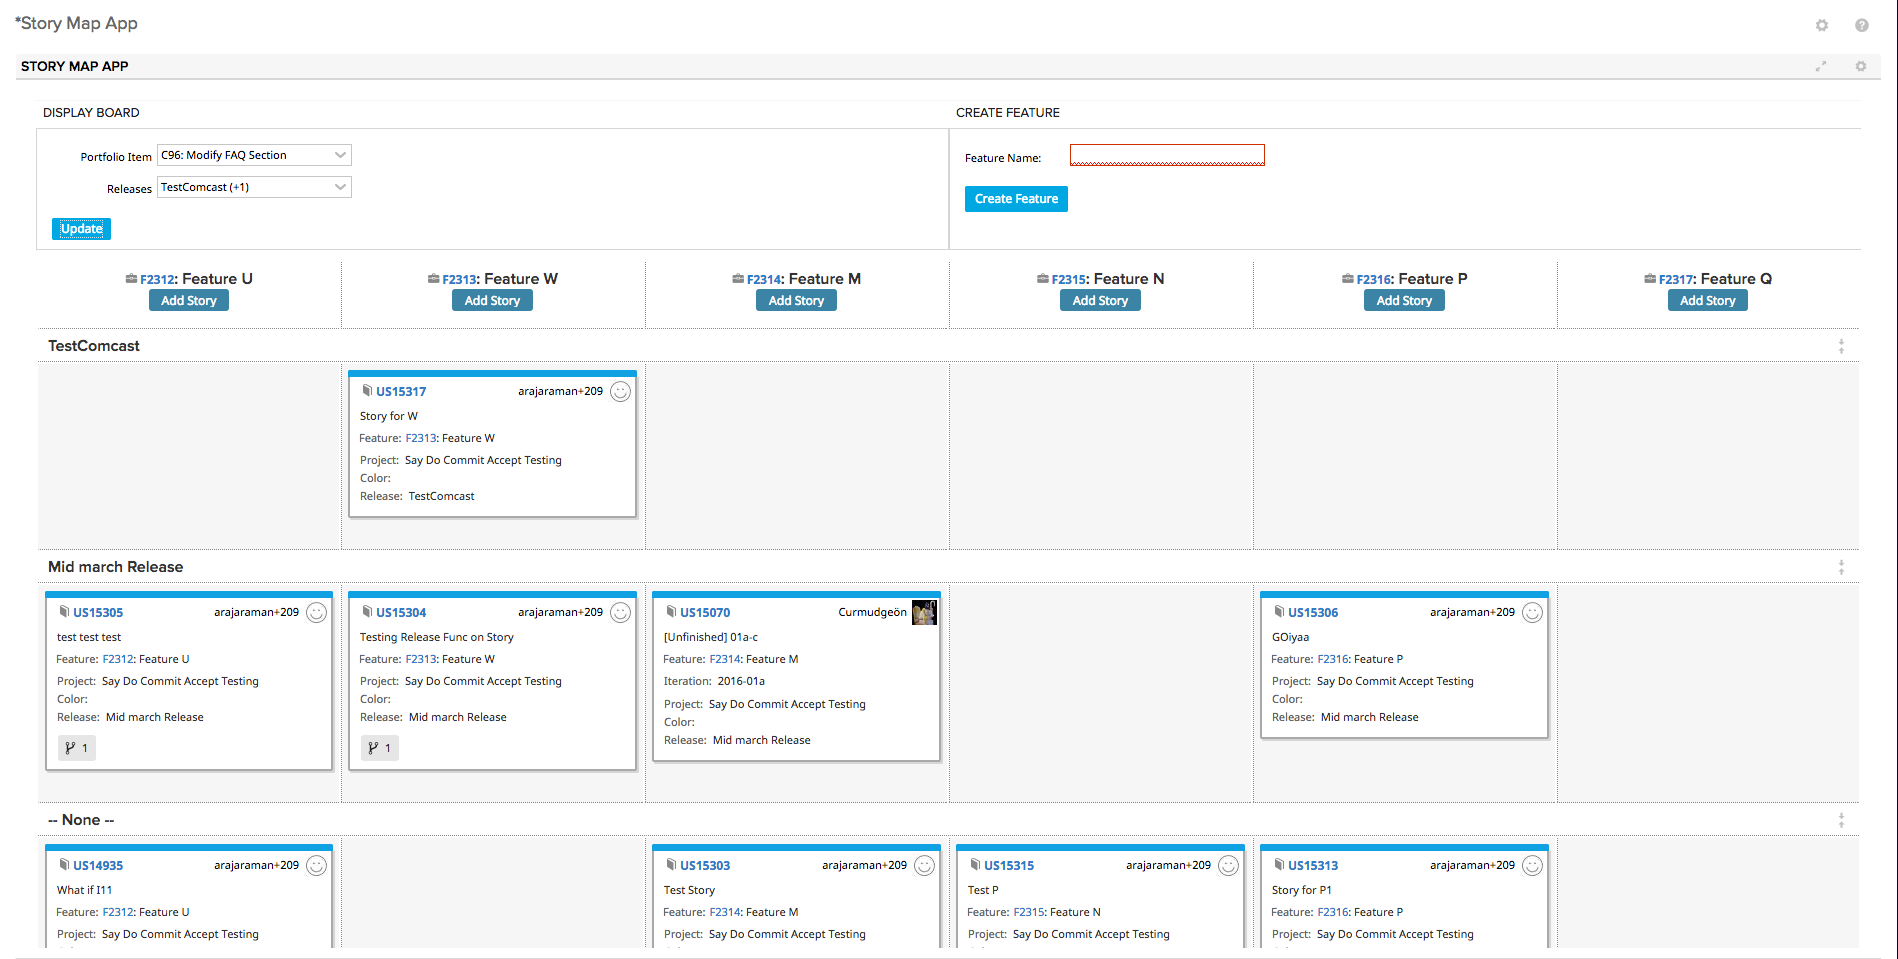 *Story Map App
STORY MAP APP
DISPLAY BOARD
CREATE FEATURE
Portfolio Item C96: Modify FAQ Section
Feature Name:
Releases TestComcast (+1)
Create Feature
Update
F2312: Feature U F2313: Feature W F2314: Feature M F2315: Feature N F2316: Feature P F2317: Feature Q
Add Story Add Story Add Story Add Story Add Story Add Story
TestComcast
US15317 arajaraman+209
Story for W
Feature: F2313: Feature W
Project: Say Do Commit Accept Testing
Color:
Release: TestComcast
Mid march Release
US15305 arajaraman+209
test test test
Feature: F2312: Feature U
Project: Say Do Commit Accept Testing
Color:
Release: Mid march Release
1
US15304 arajaraman+209
Testing Release Func on Story
Feature: F2313: Feature W
Project: Say Do Commit Accept Testing
Color:
Release: Mid march Release
1
US15070 Curmudgeön
[Unfinished] 01a-c
Feature: F2314: Feature M
Iteration: 2016-01a
Project: Say Do Commit Accept Testing
Color:
Release: Mid march Release
US15306 arajaraman+209
GOiyaa
Feature: F2316: Feature P
Project: Say Do Commit Accept Testing
Color:
Release: Mid march Release
-- None --
US14935 arajaraman+209
What if I11
Feature: F2312: Feature U
Project: Say Do Commit Accept Testing
US15303 arajaraman+209
Test Story
Feature: F2314: Feature M
Project: Say Do Commit Accept Testing
US15315 arajaraman+209
Test P
Feature: F2315: Feature N
Project: Say Do Commit Accept Testing
US15313 arajaraman+209
Story for P1
Feature: F2316: Feature P
Project: Say Do Commit Accept Testing